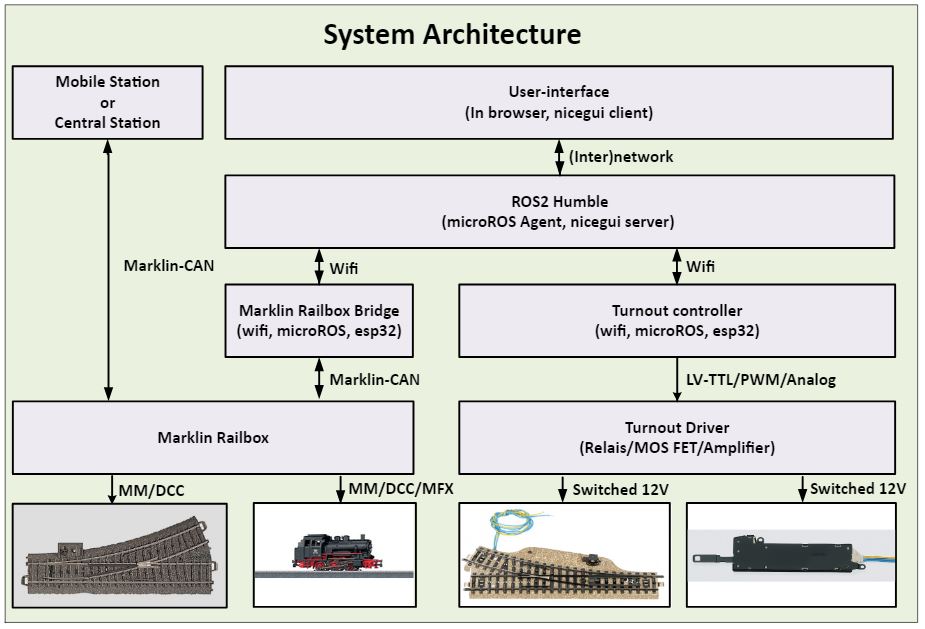 System Architecture
Mobile Station
or
Central Station
User-interface
(In browser, nicegui client)
(Inter)network
ROS2 Humble
(microROS Agent, nicegui server)
Marklin-CAN
Wifi
Wifi
Marklin Railbox Bridge
(wifi, microROS, esp32)
Turnout controller
(wifi, microROS, esp32)
Marklin-CAN
LV-TTL/PWM/Analog
Marklin Railbox
Turnout Driver
(Relais/MOS FET/Amplifier)
MM/DCC
MM/DCC/MFX
Switched 12V
Switched 12V